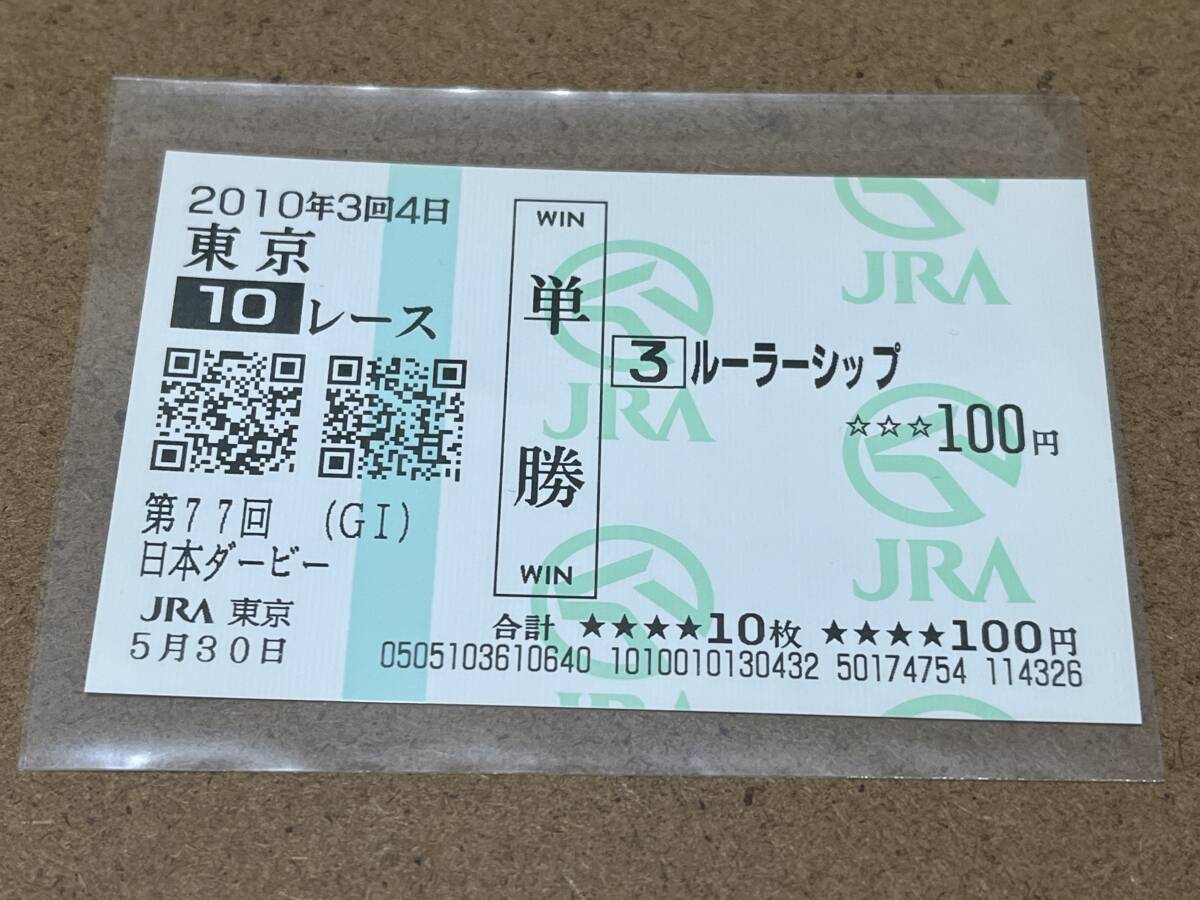 2010年3回4日
東京
10レース
第77回 (GI)
日本ダービー
JRA 東京
5月30日
WIN
単勝
WIN
3 ルーラーシップ
☆☆☆100円
合計 ★★★★10枚 ★★★★100円
0505103610640 1010010130432 50174754 114326
JRA
JRA
JRA
JRA